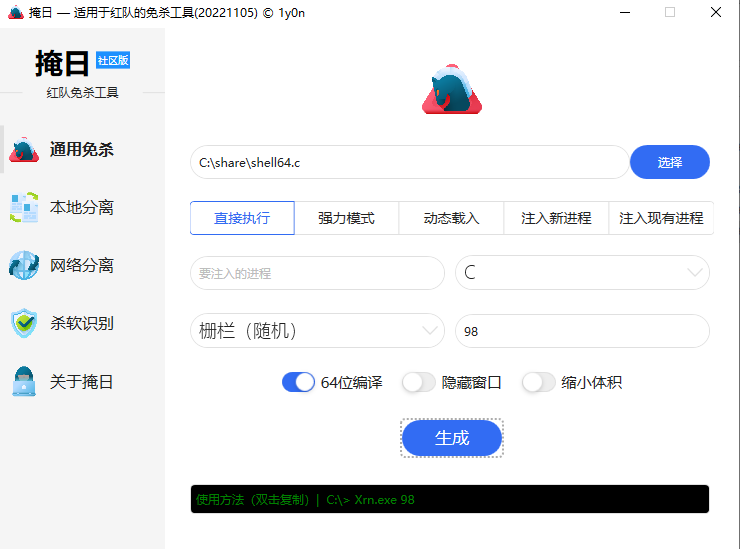 掩日 — 适用于红队的免杀工具(20221105) © 1y0n
掩日 社区版
红队免杀工具
通用免杀
本地分离
网络分离
杀软识别
关于掩日
C:\share\shell64.c 选择
直接执行 强力模式 动态载入 注入新进程 注入现有进程
要注入的进程 C
栅栏（随机） 98
64位编译 隐藏窗口 缩小体积
生成
使用方法（双击复制）| C:\> Xrn.exe 98